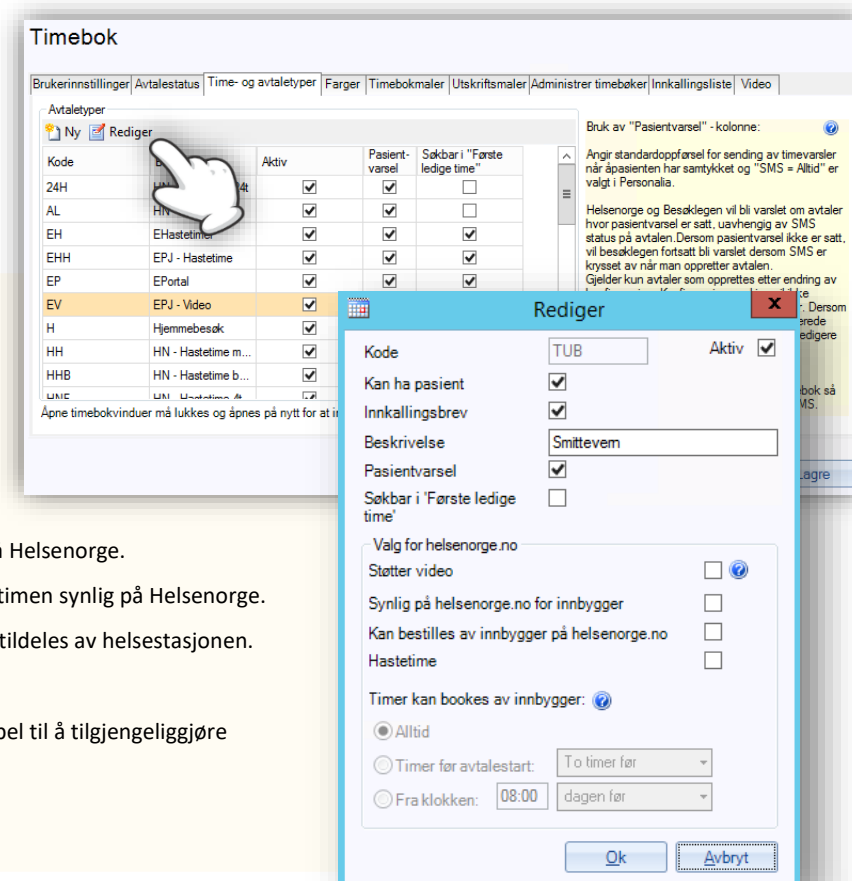 Timebok
Brukerinnstillinger Avtalestatus Time- og avtaletyper Farger Timebokmaler Utskriftsmaler Administrer timebøker Innkallingsliste Video
Avtaletyper
Ny Rediger
Kode Aktiv Pasient-varsel Søkbar i "Første ledige time"
24H HN
AL HN
EH EHastetimer
EHH EPJ - Hastetime
EP EPortal
EV EPJ - Video
H Hjemmebesøk
HH HN - Hastetime m...
HHB HN - Hastetime b...
HNE HN - Hastetime
Åpne timebokvinduer må lukkes og åpnes på nytt for at
Bruk av "Pasientvarsel" - kolonne:
Angir standardoppførsel for sending av timevarsler
når åpasienten har samtykket og "SMS = Alltid" er
valgt i Personalia.
Helsenorge og Besøklegen vil bli varslet om avtaler
hvor pasientvarsel er satt, uavhengig av SMS
status på avtalen.Dersom pasientvarsel ikke er satt,
vil besøklegen fortsatt bli varslet dersom SMS er
krysset av når man oppretter avtalen.
Gjelder kun avtaler som opprettes etter endring av
Dersom
Lagre
Rediger
Kode TUB Aktiv
Kan ha pasient
Innkallingsbrev
Beskrivelse Smittevern
Pasientvarsel
Søkbar i 'Første ledige
time'
Valg for helsenorge.no
Støtter video
Synlig på helsenorge.no for innbygger
Kan bestilles av innbygger på helsenorge.no
Hastetime
Timer kan bookes av innbygger:
Alltid
Timer før avtalestart: To timer før
Fra klokken: 08:00 dagen før
Ok Avbryt
Helsenorge.
timen synlig på Helsenorge.
tildeles av helsestasjonen.
til å tilgjengeliggjøre